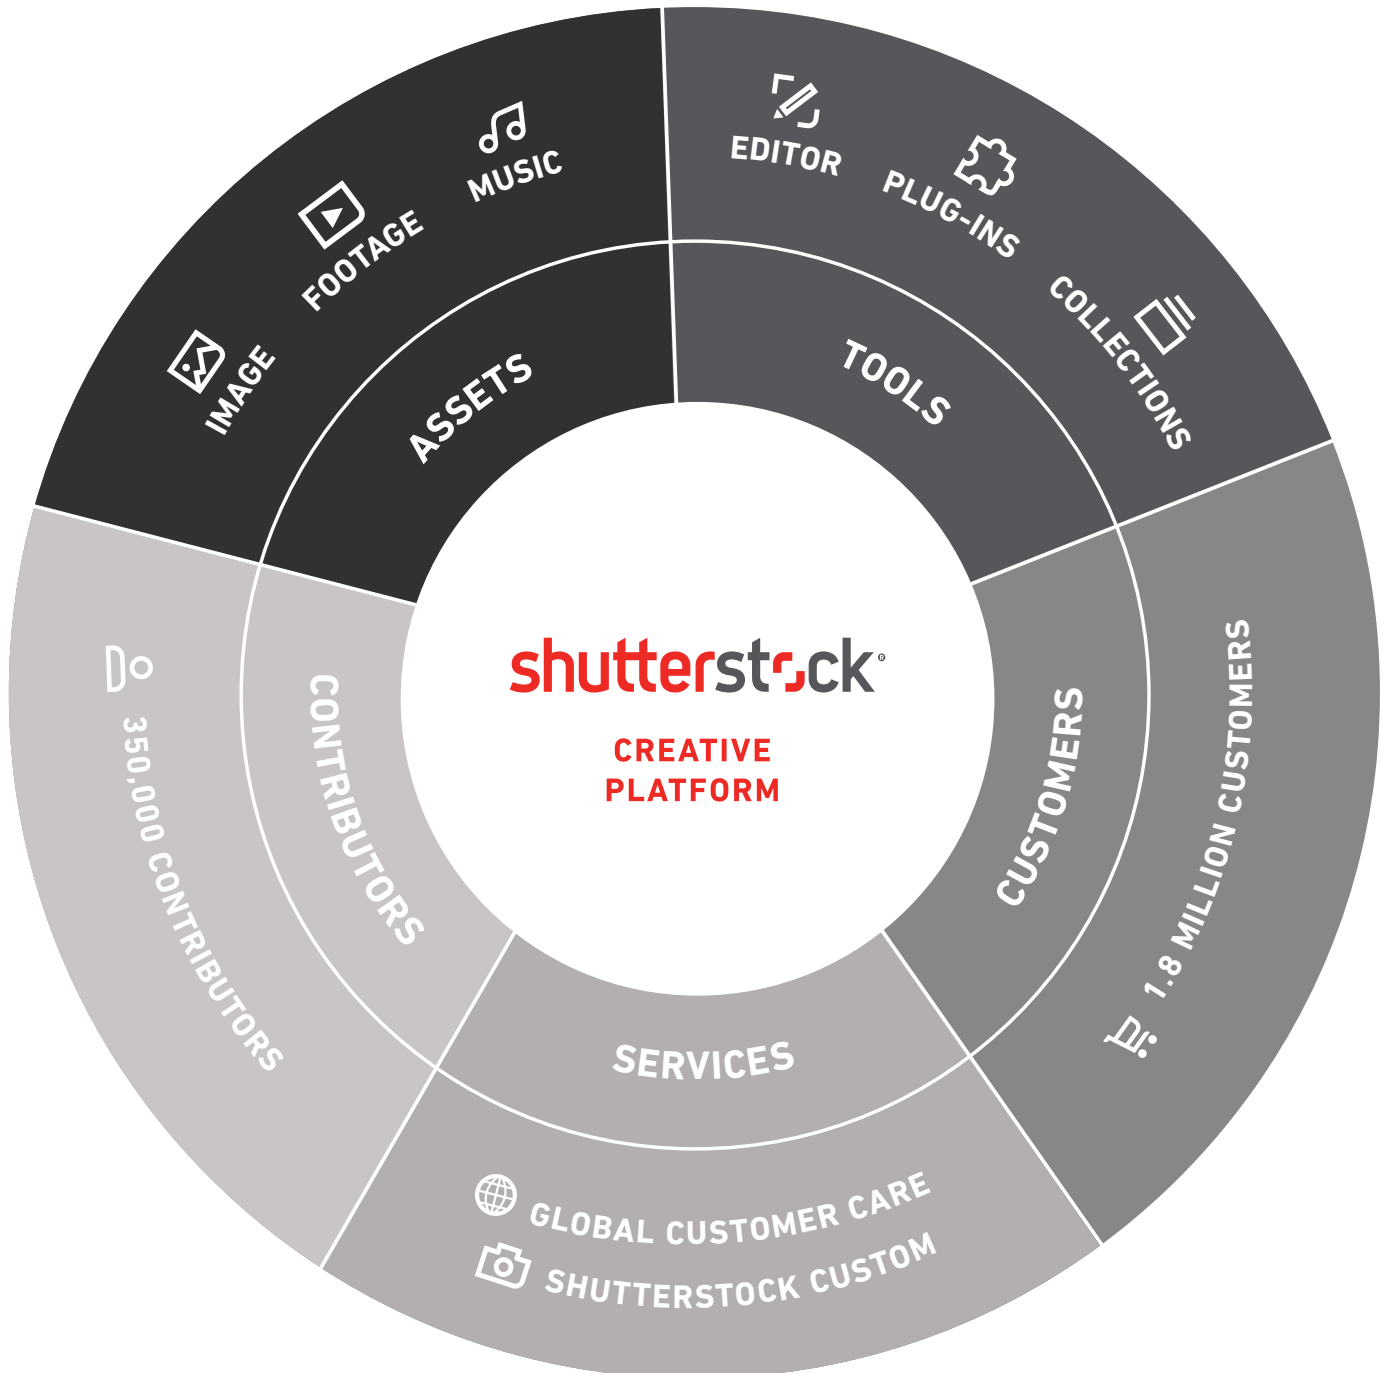 MUSIC
FOOTAGE
IMAGE
ASSETS
EDITOR
PLUG-INS
COLLECTIONS
TOOLS
shutterstock®
CREATIVE
PLATFORM
CONTRIBUTORS
350,000 CONTRIBUTORS
CUSTOMERS
1.8 MILLION CUSTOMERS
SERVICES
GLOBAL CUSTOMER CARE
SHUTTERSTOCK CUSTOM